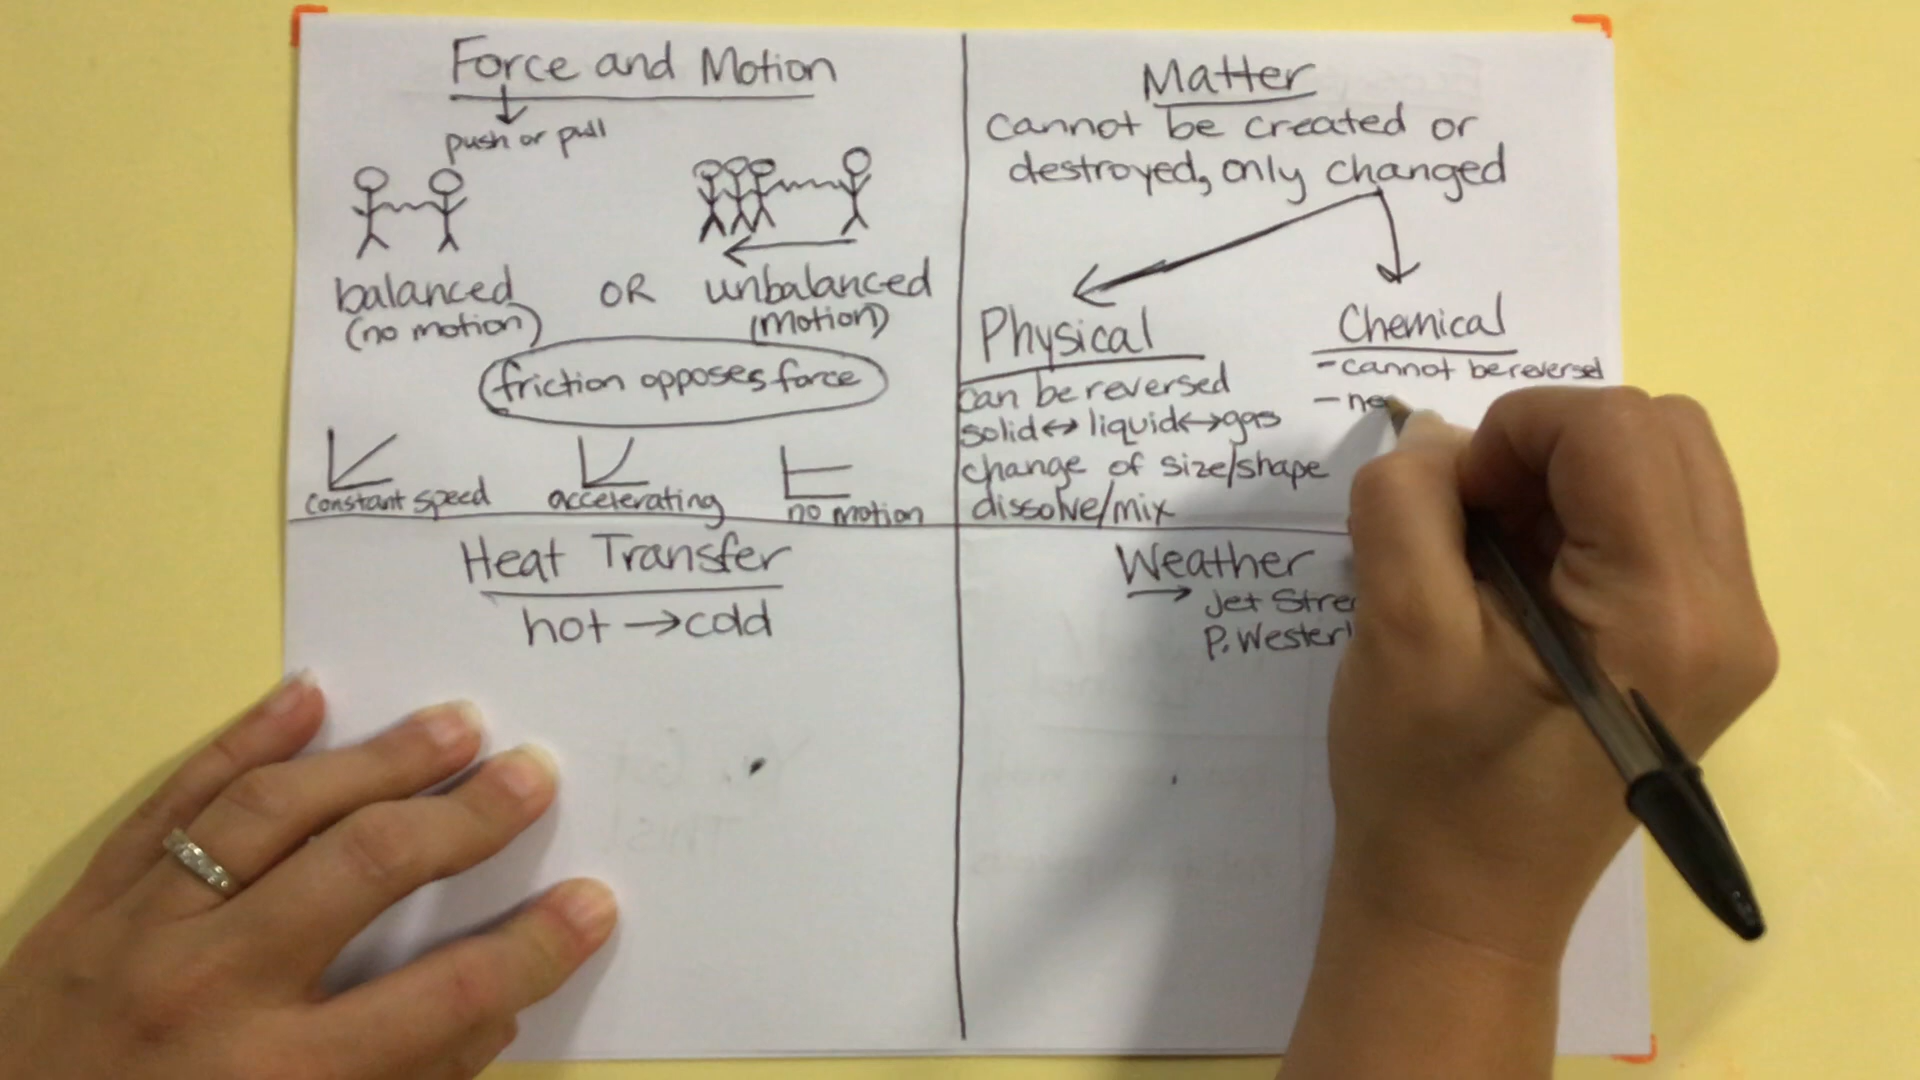 Force and Motion
push or pull
balanced OR unbalanced
(no motion) (motion)
friction opposes force
constant speed accelerating no motion
Matter
cannot be created or
destroyed, only changed
Physical
can be reversed
solid↔liquid↔gas
change of size/shape
dissolve/mix
Chemical
- cannot be reversed
- ne
Heat Transfer
hot → cold
Weather
→ Jet Stre
P. Wester